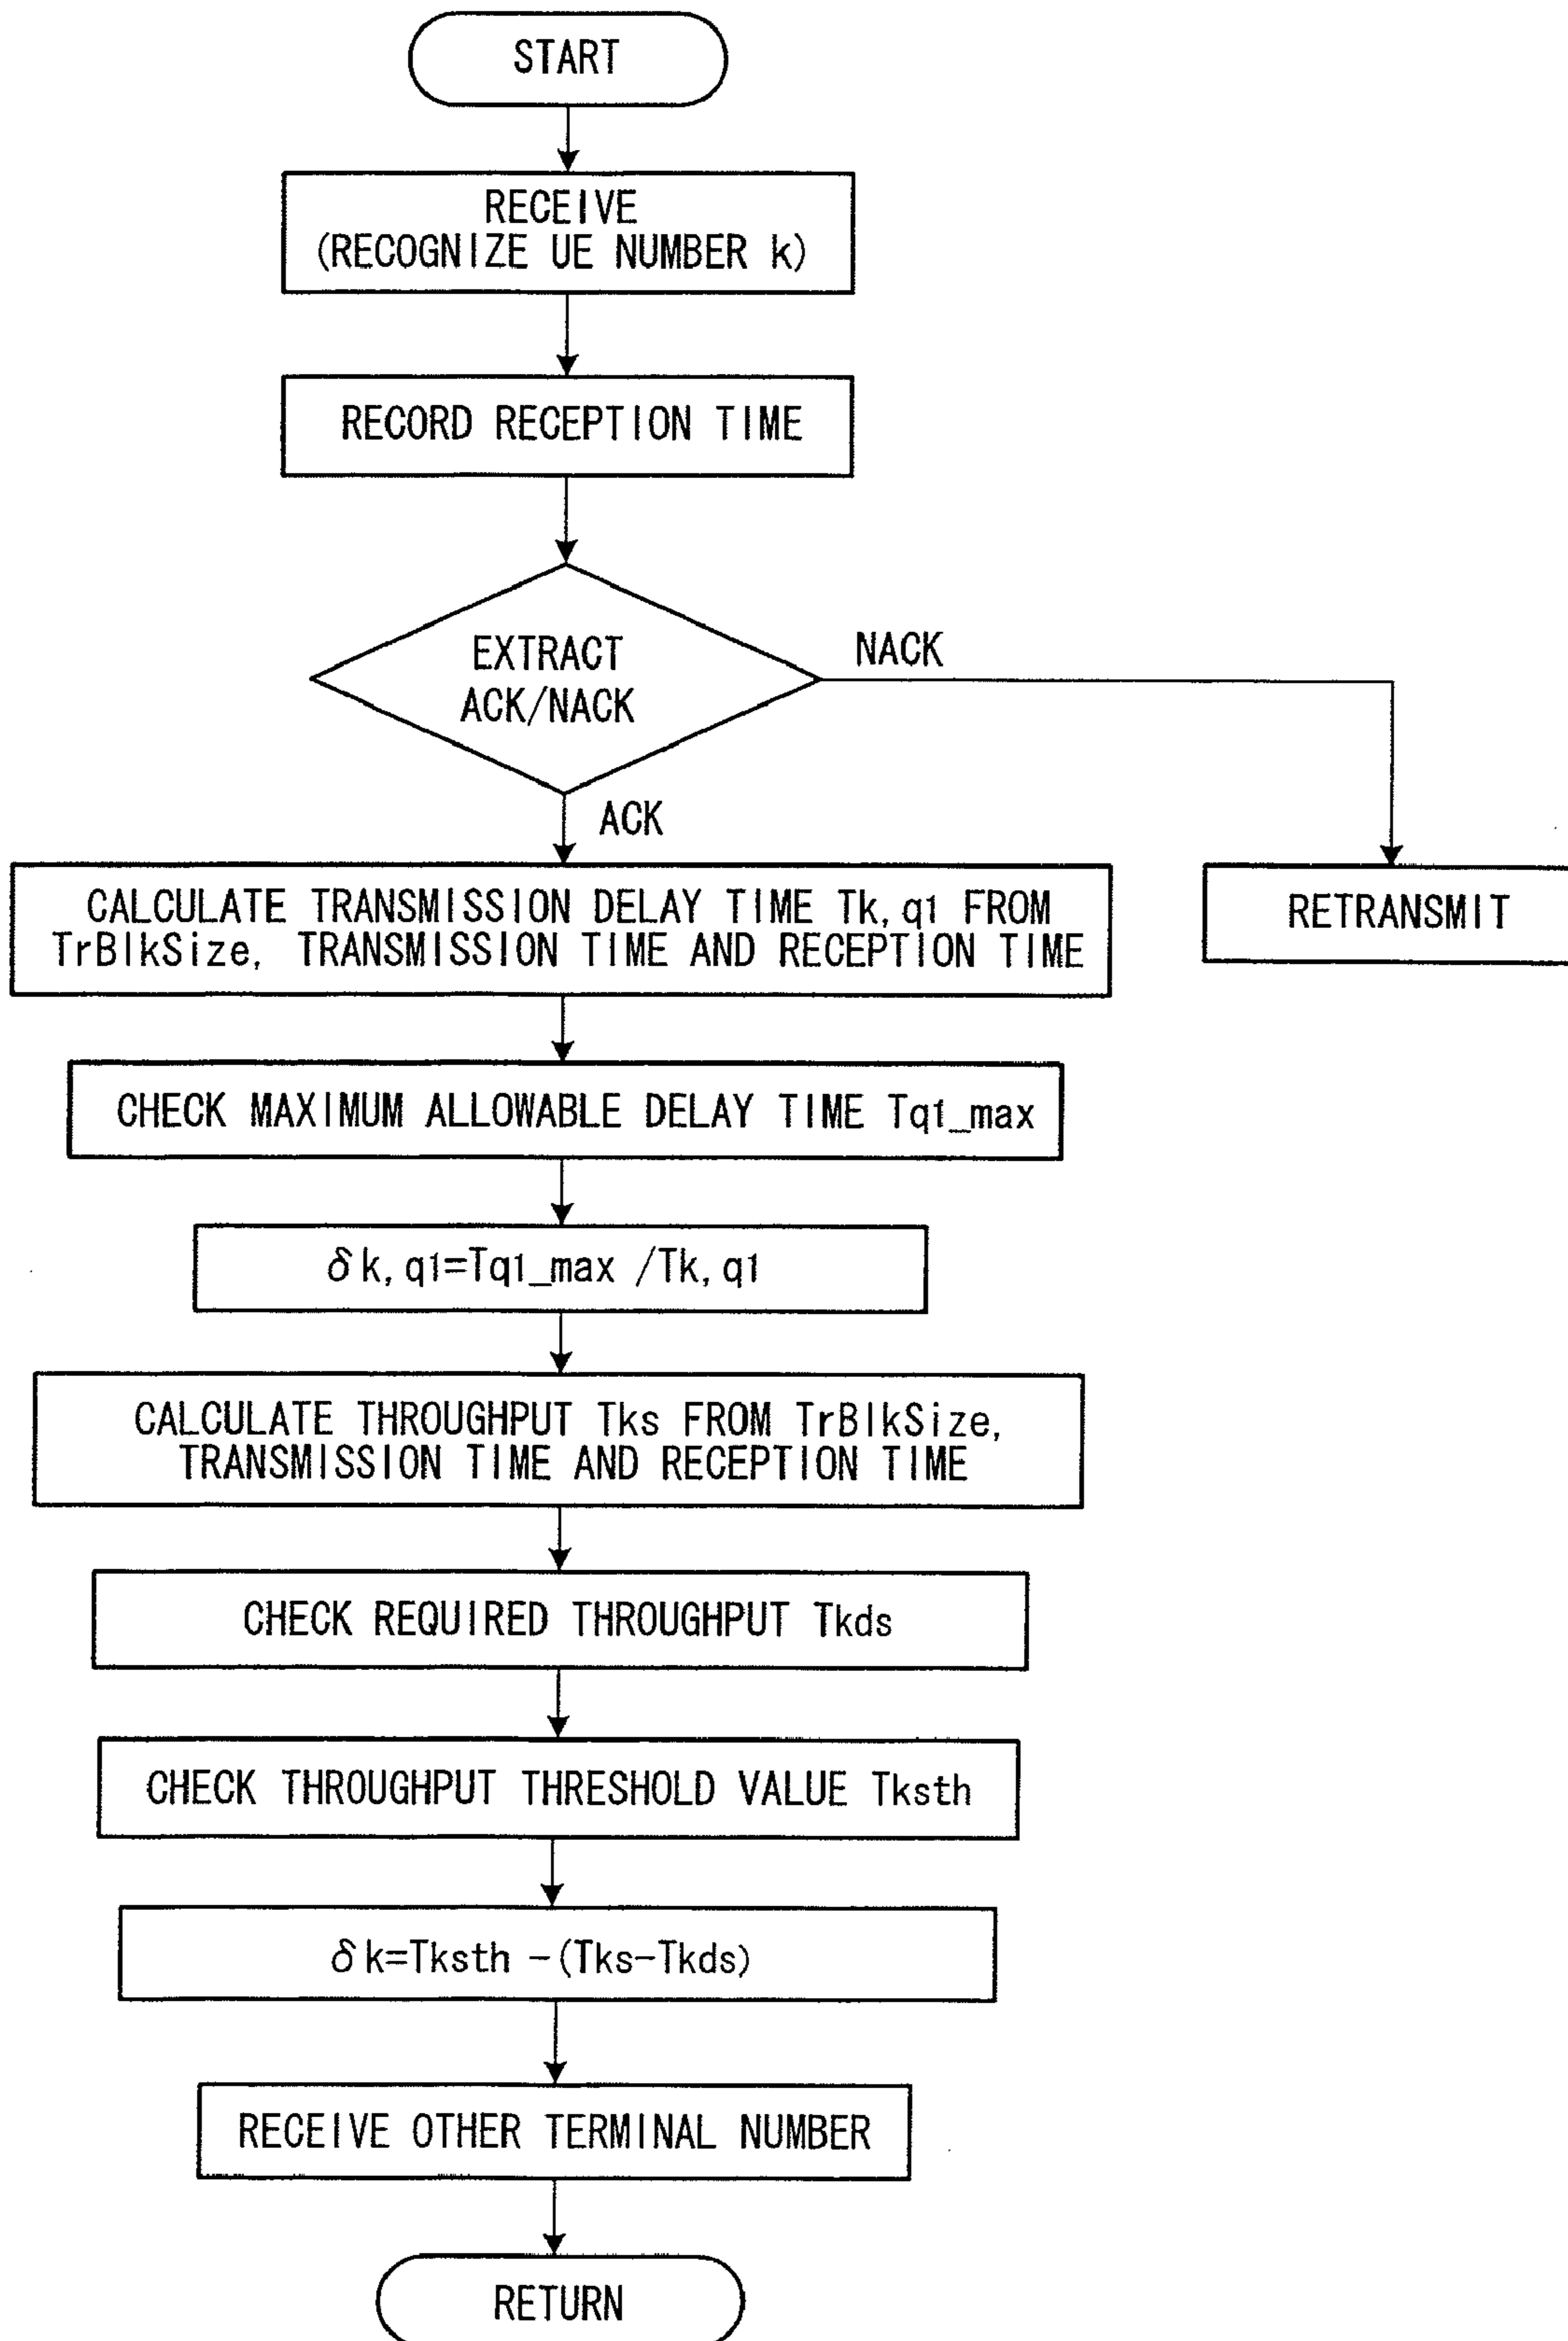 START
RECEIVE
(RECOGNIZE UE NUMBER k)
RECORD RECEPTION TIME
EXTRACT
ACK/NACK
NACK
ACK
CALCULATE TRANSMISSION DELAY TIME Tk,q1 FROM
TrBlkSize, TRANSMISSION TIME AND RECEPTION TIME
RETRANSMIT
CHECK MAXIMUM ALLOWABLE DELAY TIME Tq1_max
δk,q1=Tq1_max /Tk,q1
CALCULATE THROUGHPUT Tks FROM TrBlkSize,
TRANSMISSION TIME AND RECEPTION TIME
CHECK REQUIRED THROUGHPUT Tkds
CHECK THROUGHPUT THRESHOLD VALUE Tksth
δk=Tksth -(Tks-Tkds)
RECEIVE OTHER TERMINAL NUMBER
RETURN